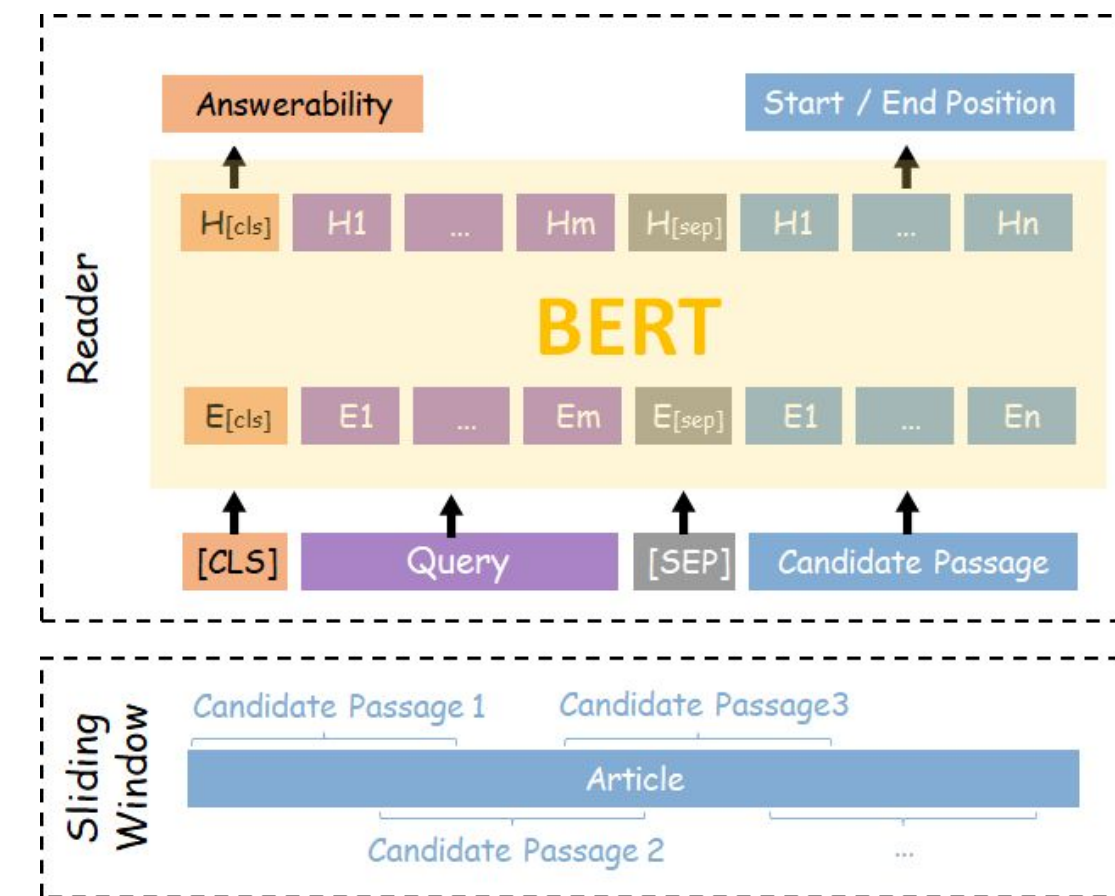 Reader
Answerability
Start / End Position
H[cls] H1 ... Hm H[sep] H1 ... Hn
BERT
E[cls] E1 ... Em E[sep] E1 ... En
[CLS] Query [SEP] Candidate Passage
Sliding
Window
Candidate Passage 1
Candidate Passage3
Article
Candidate Passage 2
...